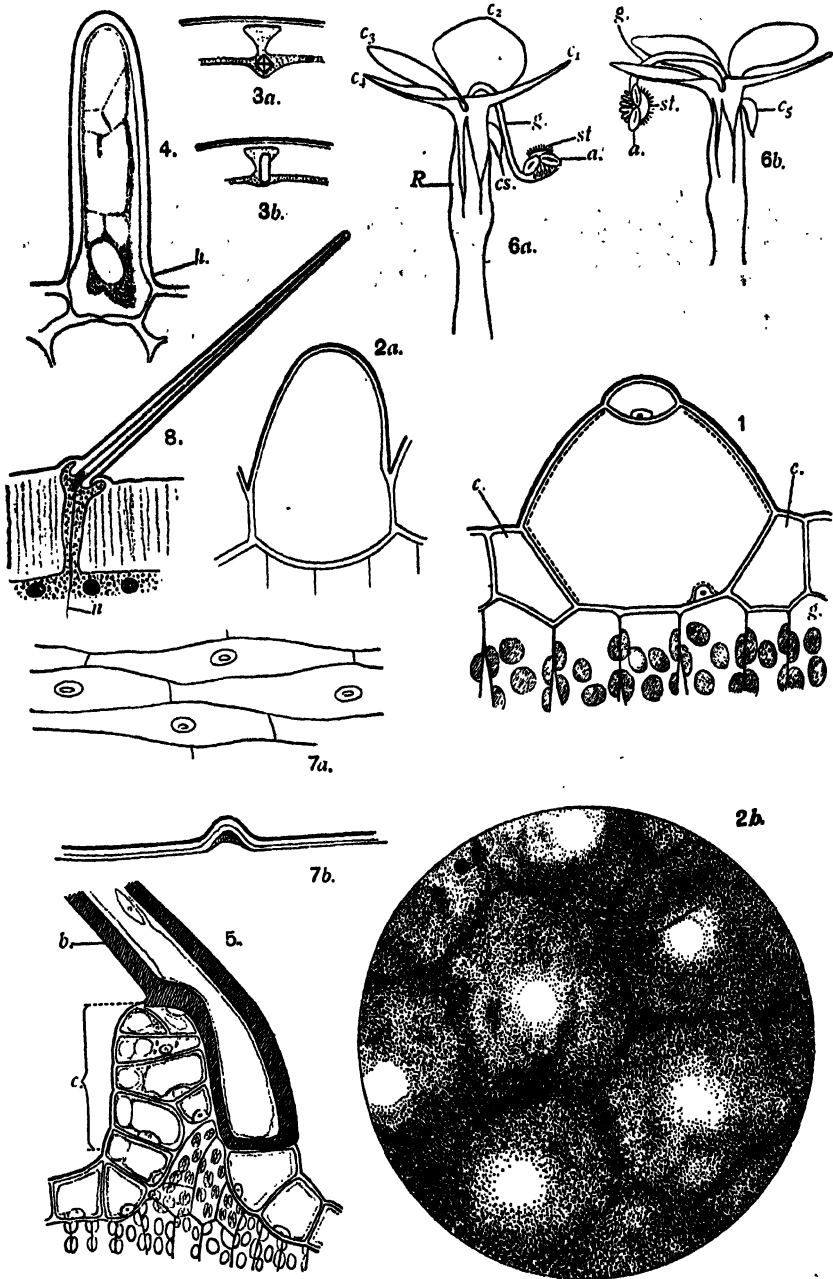 4.
h.
3a.
3b.
c₃
c₄
c₂
c₁
g.
st
a.
R
cs.
6a.
g.
st.
a.
c₅
6b.
8.
n
2a.
1
c.
c.
g.
7a.
7b.
b.
5.
c.
2b.